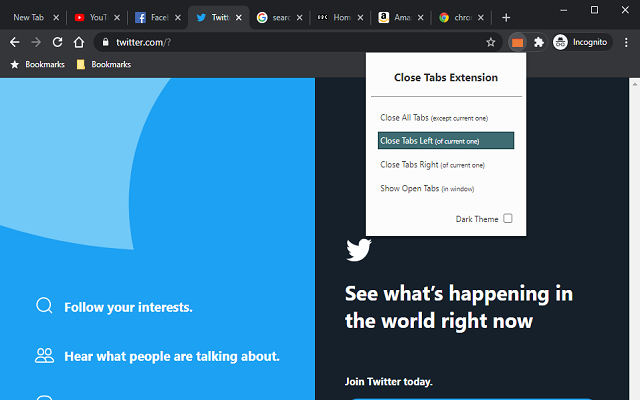 New Tab
YouT
Facel
Twitt
searc
Hom
Ama
chro
twitter.com/?
Incognito
Bookmarks
Bookmarks
Close Tabs Extension
Close All Tabs (except current one)
Close Tabs Left (of current one)
Close Tabs Right (of current one)
Show Open Tabs (in window)
Dark Theme
Follow your interests.
Hear what people are talking about.
See what's happening in
the world right now
Join Twitter today.